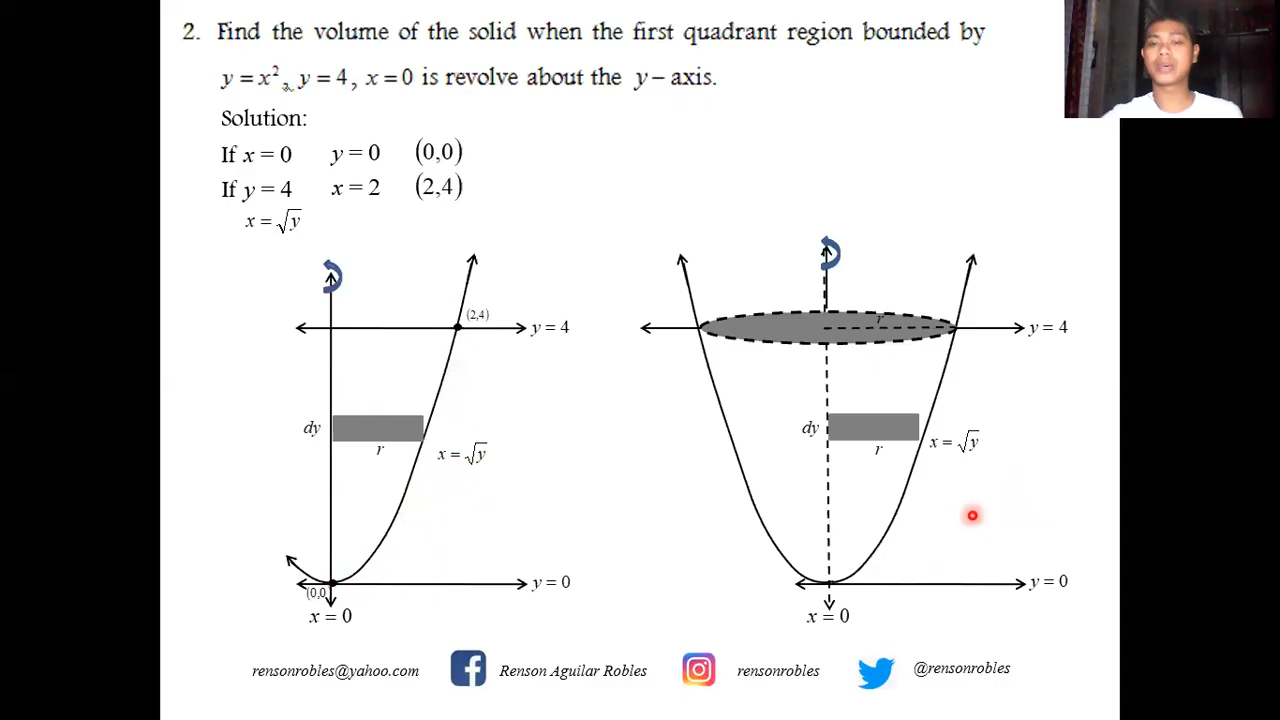 2. Find the volume of the solid when the first quadrant region bounded by
y = x², y = 4, x = 0 is revolve about the y – axis.
Solution:
If x = 0 y = 0 (0,0)
If y = 4 x = 2 (2,4)
x = √y
(2,4)
y = 4
dy
r
x = √y
(0,0
y = 0
x = 0
r
y = 4
dy
r
x = √y
y = 0
x = 0
rensonrobles@yahoo.com Renson Aguilar Robles rensonrobles @rensonrobles